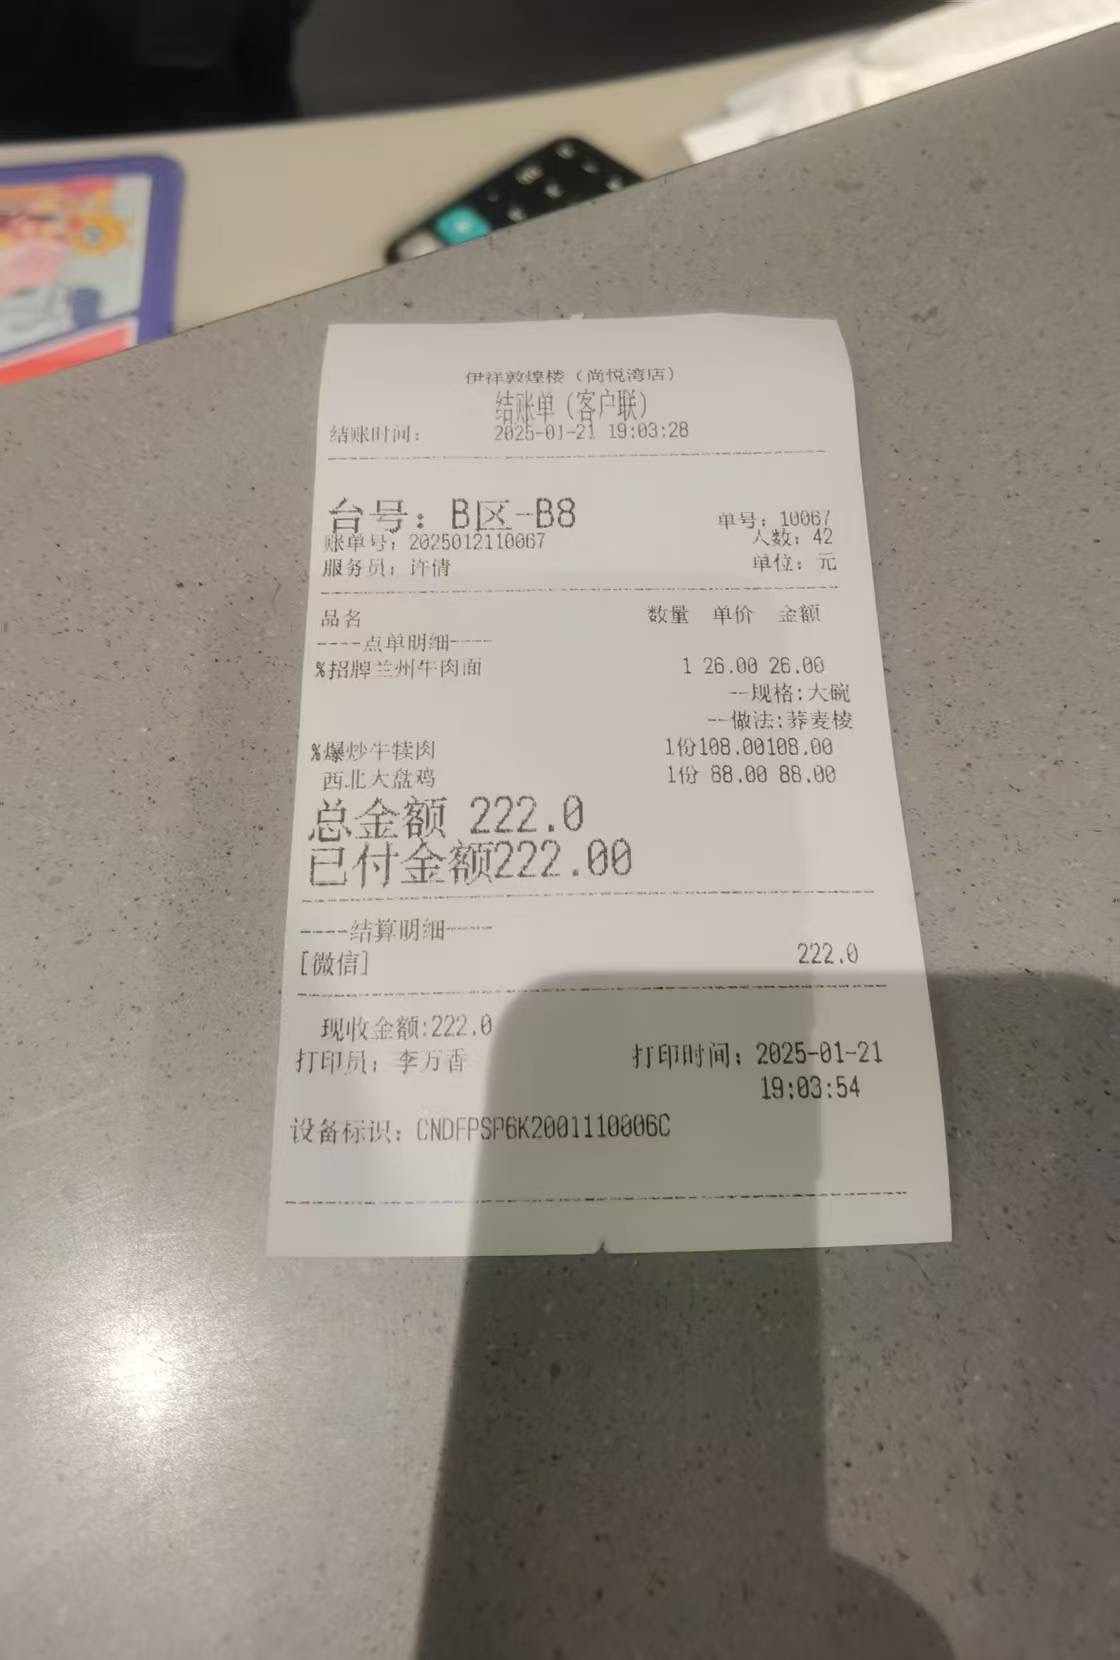 伊祥敦煌楼（尚悦湾店）
结账单（客户联）
结账时间： 2025-01-21 19:03:28
台号：B区-B8 单号：10067
账单号：2025012110067 人数：42
服务员：许倩 单位：元
品名 数量 单价 金额
----点单明细----
%招牌兰州牛肉面 1 26.00 26.00
--规格:大碗
--做法:荞麦棱
%爆炒牛犊肉 1份108.00108.00
西北大盘鸡 1份 88.00 88.00
总金额 222.0
已付金额222.00
----结算明细----
[微信] 222.0
现收金额:222.0
打印员：李万香 打印时间：2025-01-21
19:03:54
设备标识：CNDFPSP6K2001110006C